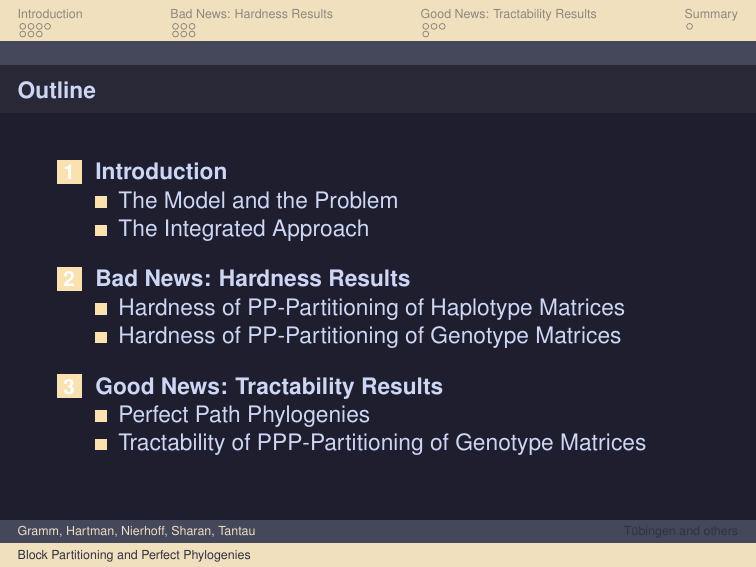 Introduction
Bad News: Hardness Results
Good News: Tractability Results
Summary
Outline
1 Introduction
The Model and the Problem
The Integrated Approach
2 Bad News: Hardness Results
Hardness of PP-Partitioning of Haplotype Matrices
Hardness of PP-Partitioning of Genotype Matrices
3 Good News: Tractability Results
Perfect Path Phylogenies
Tractability of PPP-Partitioning of Genotype Matrices
Gramm, Hartman, Nierhoff, Sharan, Tantau
Tübingen and others
Block Partitioning and Perfect Phylogenies